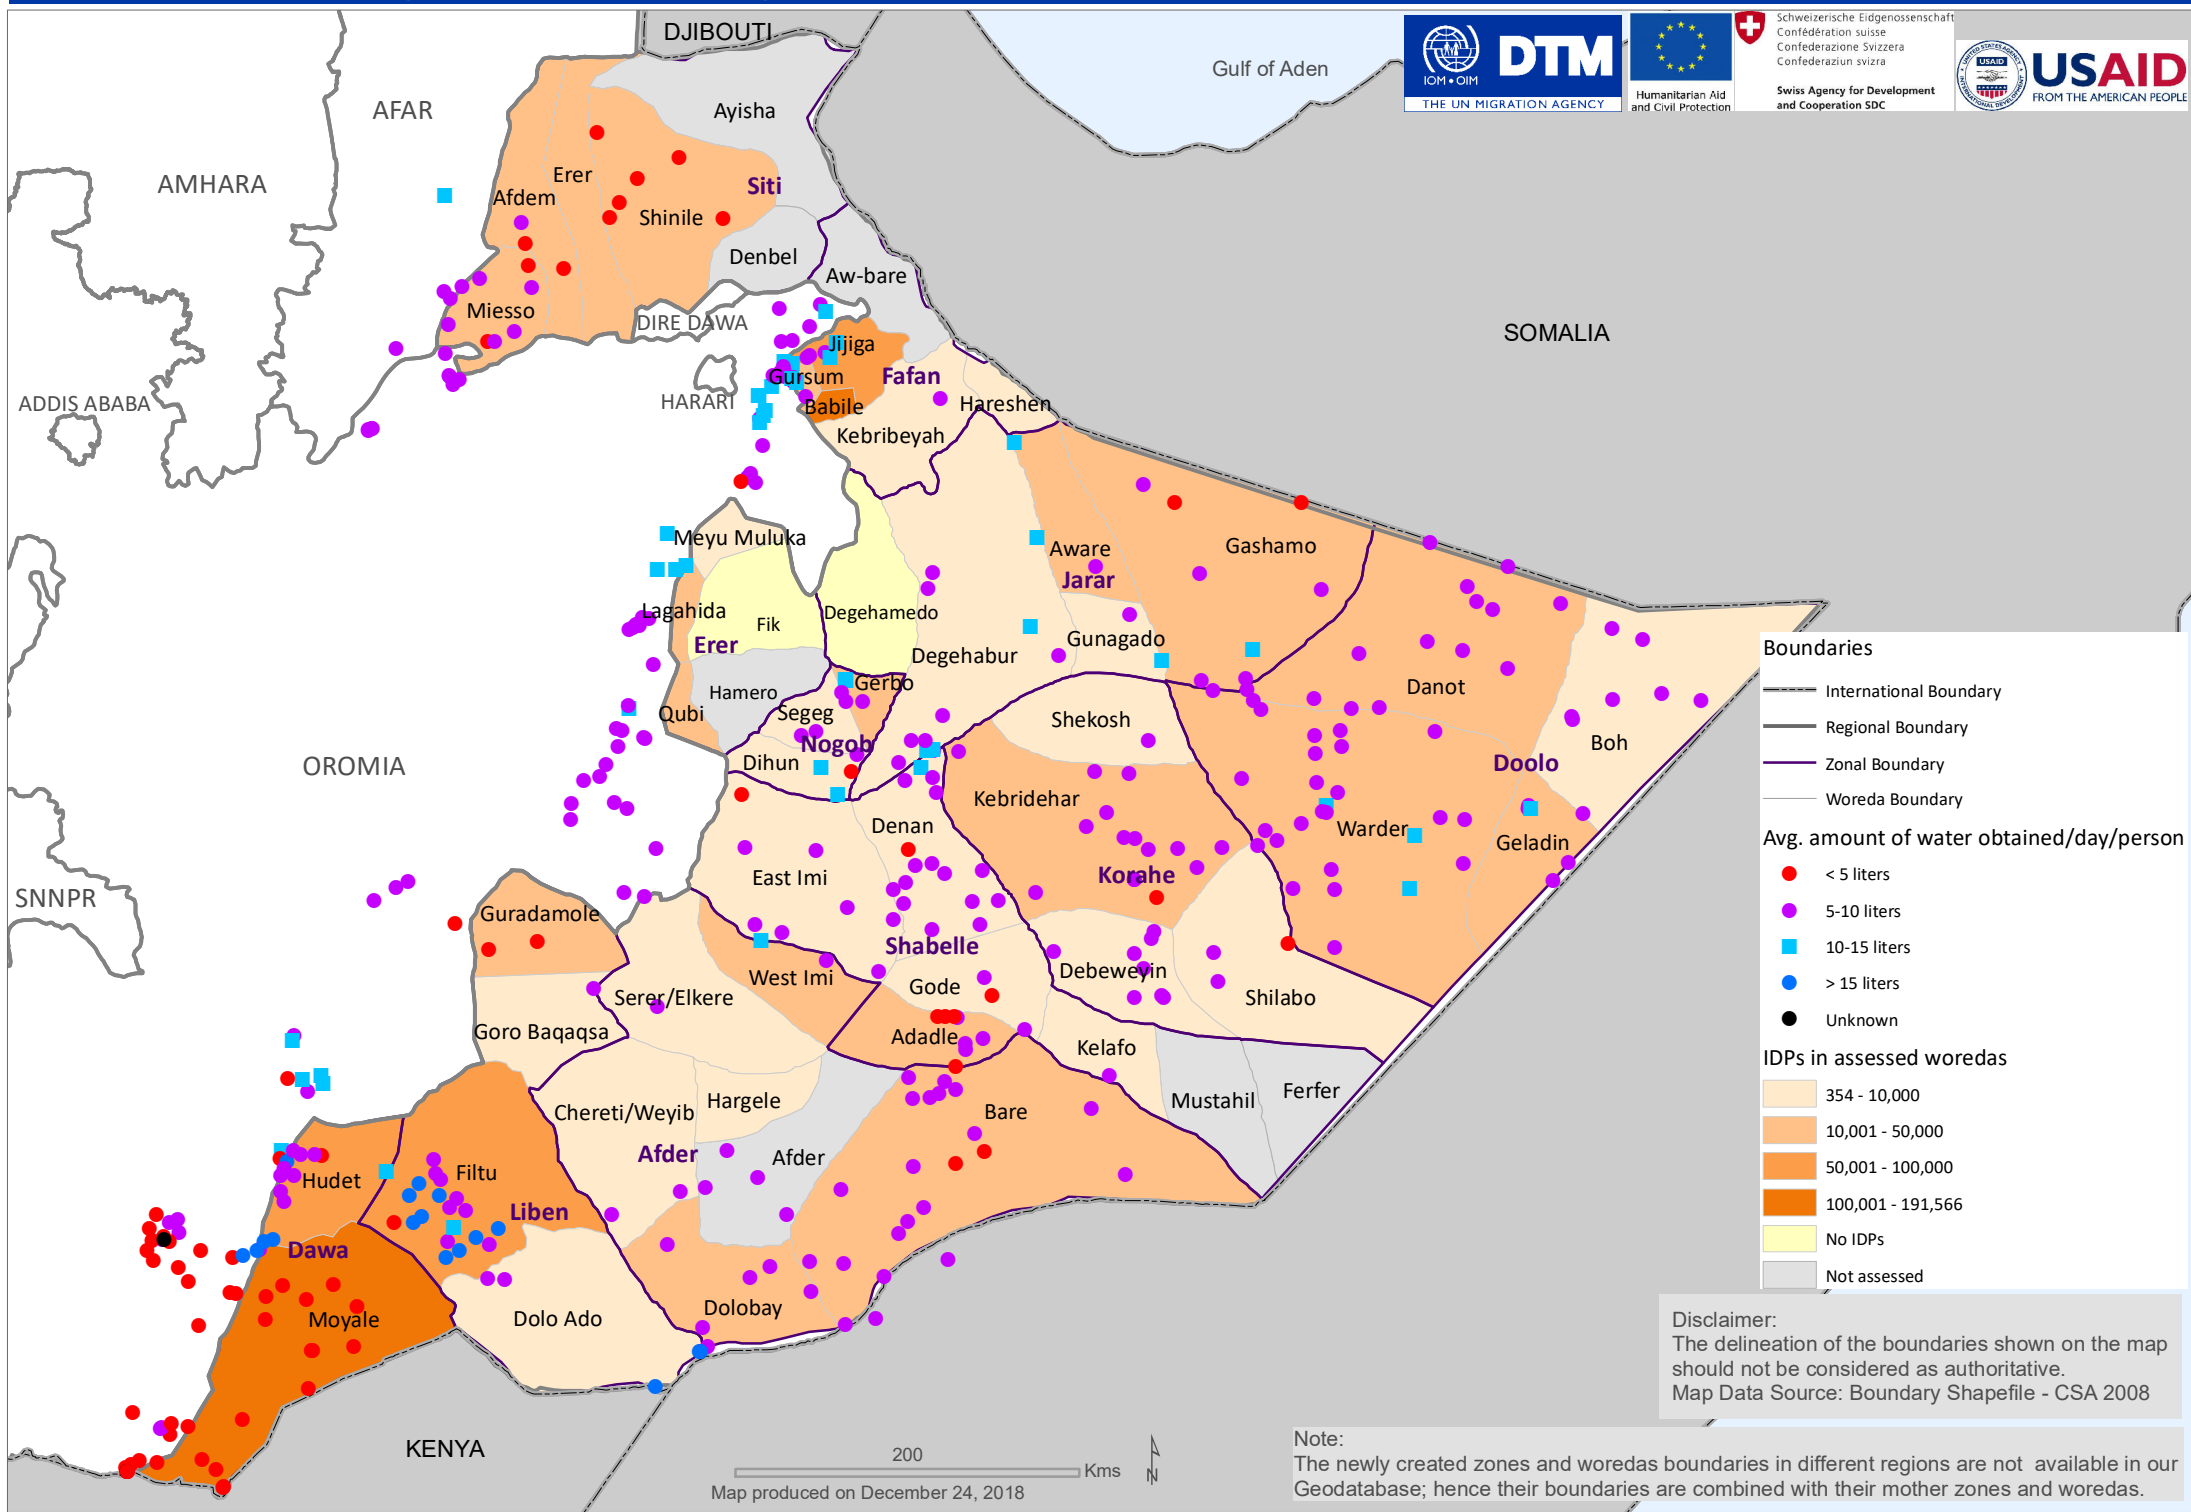 DJIBOUTI
Gulf of Aden
IOM • OIM
DTM
THE UN MIGRATION AGENCY
Humanitarian Aid
and Civil Protection
Schweizerische Eidgenossenschaft
Confédération suisse
Confederazione Svizzera
Confederaziun svizra
Swiss Agency for Development
and Cooperation SDC
USAID
USAID
FROM THE AMERICAN PEOPLE
AFAR
AMHARA
Ayisha
Erer
Afdem
Siti
Shinile
Denbel
Aw-bare
Miesso
DIRE DAWA
SOMALIA
Jijiga
Gursum
Fafan
HARARI
ADDIS ABABA
Babile
Hareshen
Kebribeyah
Meyu Muluka
Aware
Gashamo
Jarar
Lagahida
Fik
Degehamedo
Erer
Gunagado
Degehabur
Hamero
Gerbo
Danot
Qubi
Segeg
Shekosh
Nogob
Boh
Dihun
Doolo
OROMIA
Kebridehar
Denan
Warder
Geladin
East Imi
Korahe
SNNPR
Guradamole
Shabelle
West Imi
Debeweyin
Gode
Serer/Elkere
Shilabo
Goro Baqaqsa
Adadle
Kelafo
Ferfer
Hargele
Mustahil
Chereti/Weyib
Bare
Afder
Afder
Filtu
Hudet
Liben
Dawa
Dolobay
Dolo Ado
Moyale
KENYA
Boundaries
International Boundary
Regional Boundary
Zonal Boundary
Woreda Boundary
Avg. amount of water obtained/day/person
< 5 liters
5-10 liters
10-15 liters
> 15 liters
Unknown
IDPs in assessed woredas
354 - 10,000
10,001 - 50,000
50,001 - 100,000
100,001 - 191,566
No IDPs
Not assessed
Disclaimer:
The delineation of the boundaries shown on the map
should not be considered as authoritative.
Map Data Source: Boundary Shapefile - CSA 2008
200
Kms
N
Map produced on December 24, 2018
Note:
The newly created zones and woredas boundaries in different regions are not available in our
Geodatabase; hence their boundaries are combined with their mother zones and woredas.